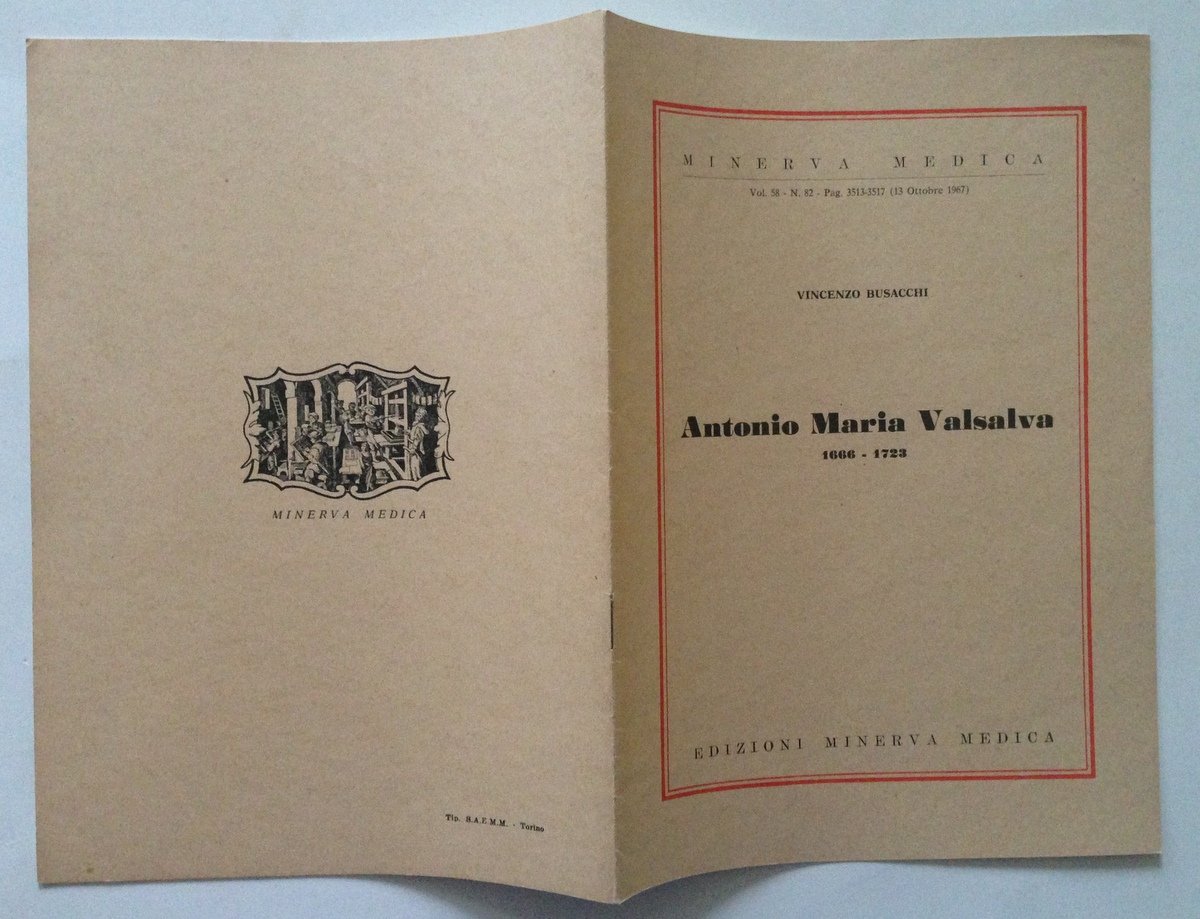 MINERVA MEDICA
Tip. S.A.E.M.M. - Torino
MINERVA MEDICA
Vol. 58 - N. 82 - Pag. 3513-3517 (13 Ottobre 1967)
VINCENZO BUSACCHI
Antonio Maria Valsalva
1666 - 1723
EDIZIONI MINERVA MEDICA